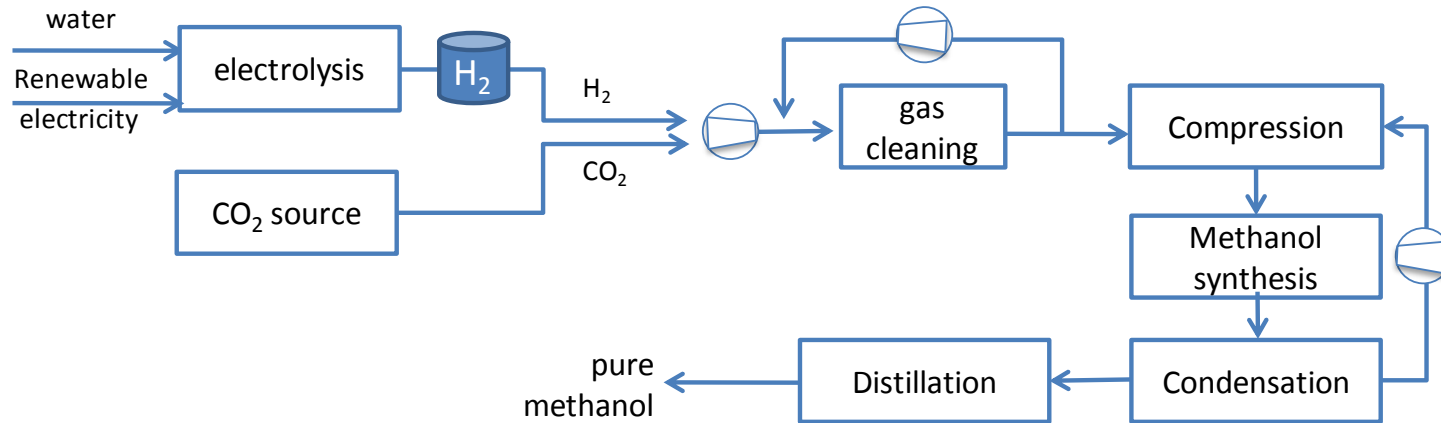 water
Renewable
electricity
electrolysis
H₂
H₂
CO₂
CO₂ source
gas
cleaning
Compression
Methanol
synthesis
Condensation
Distillation
pure
methanol